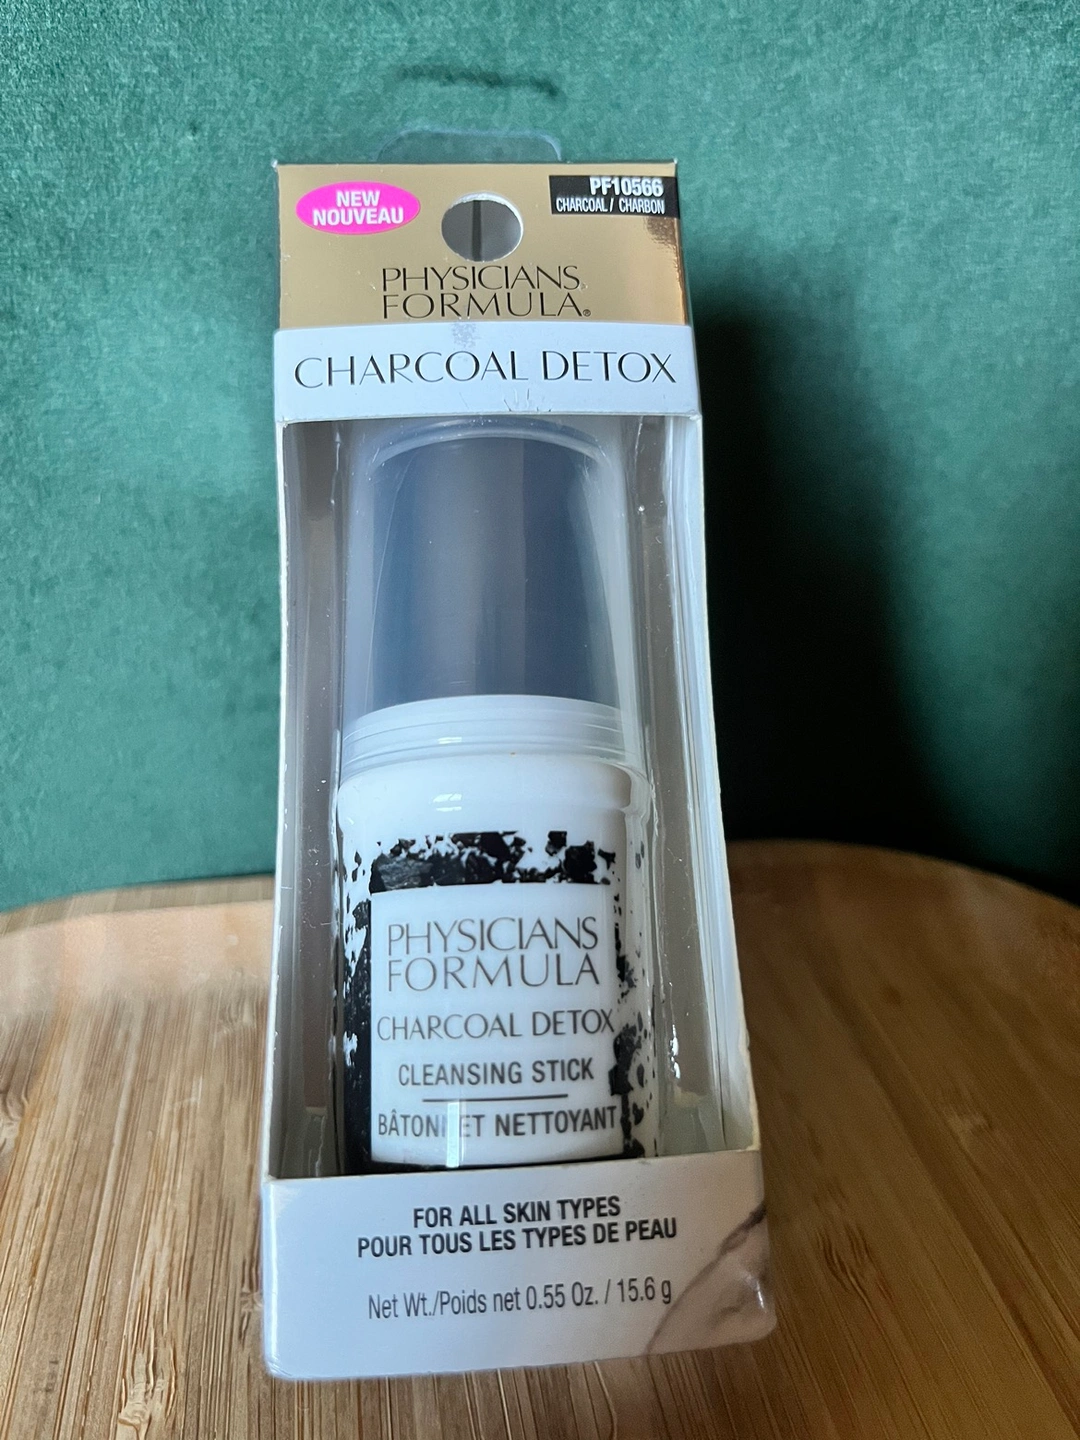 NEW
NOUVEAU
PF10566
CHARCOAL / CHARBON
PHYSICIANS
FORMULA®
CHARCOAL DETOX
PHYSICIANS
FORMULA
CHARCOAL DETOX
CLEANSING STICK
BÂTONNET NETTOYANT
FOR ALL SKIN TYPES
POUR TOUS LES TYPES DE PEAU
Net Wt./Poids net 0.55 Oz. / 15.6 g